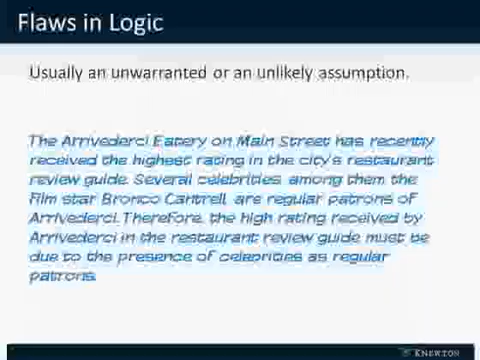 Flaws in Logic
Usually an unwarranted or an unlikely assumption.
The Arrivederci Eatery on Main Street has recently
received the highest rating in the city's restaurant
review guide. Several celebrities among them the
Film star Bronco Cantrell, are regular patrons of
Arrivederci. Therefore, the high rating received by
Arrivederci in the restaurant review guide must be
due to the presence of celebrities as regular
patrons.
KNEWTON